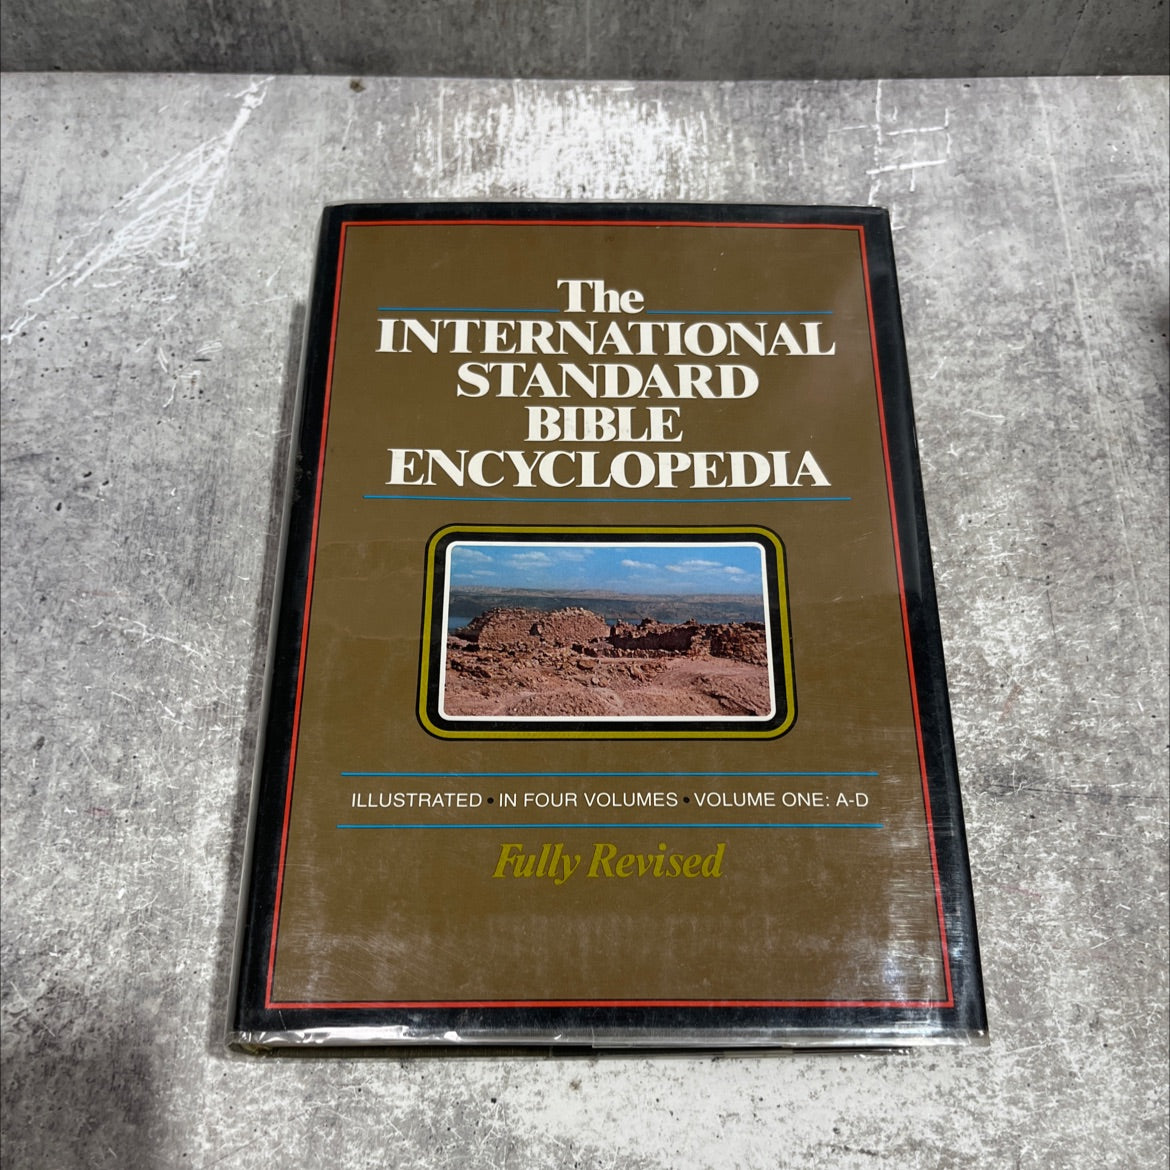 The
INTERNATIONAL
STANDARD
BIBLE
ENCYCLOPEDIA
ILLUSTRATED • IN FOUR VOLUMES • VOLUME ONE: A-D
Fully Revised